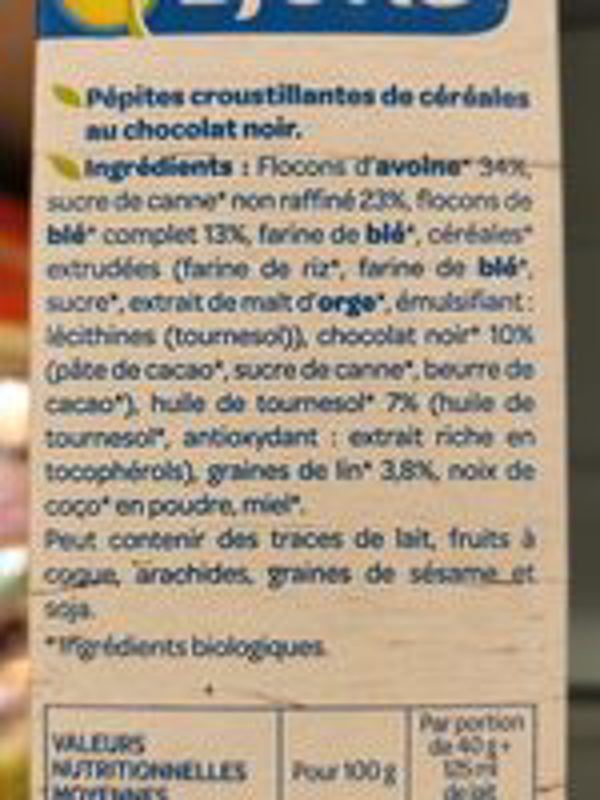 Pépites croustillantes de céréales
au chocolat noir.
Ingrédients : Flocons d'avoine* 34%,
sucre de canne* non raffiné 23%, flocons de
blé* complet 13%, farine de blé*, céréales*
extrudées (farine de riz*, farine de blé*,
sucre*, extrait de malt d'orge*, émulsifiant :
lécithines (tournesol)), chocolat noir* 10%
(pâte de cacao*, sucre de canne*, beurre de
cacao*), huile de tournesol* 7% (huile de
tournesol*, antioxydant : extrait riche en
tocophérols), graines de lin* 3,8%, noix de
coco* en poudre, miel*.
Peut contenir des traces de lait, fruits à
coque, arachides, graines de sésame et
soja.
*Ingrédients biologiques.
VALEURS
NUTRITIONNELLES
MOYENNES
Pour 100 g
Par portion
de 40 g +
125 ml
de lait